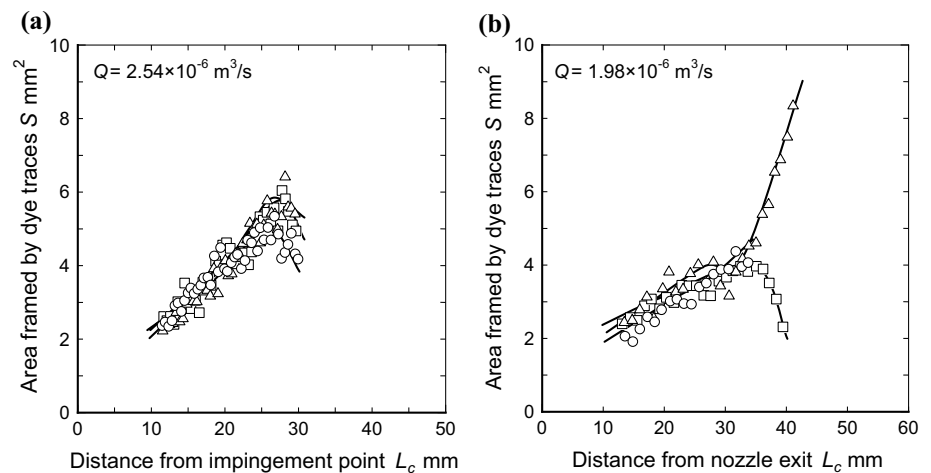 (a)
Q = 2.54×10⁻⁶ m³/s
Area framed by dye traces S mm²
10
8
6
4
2
0
0 10 20 30 40 50
Distance from impingement point L_c mm
(b)
Q = 1.98×10⁻⁶ m³/s
Area framed by dye traces S mm²
10
8
6
4
2
0
0 10 20 30 40 50 60
Distance from nozzle exit L_c mm